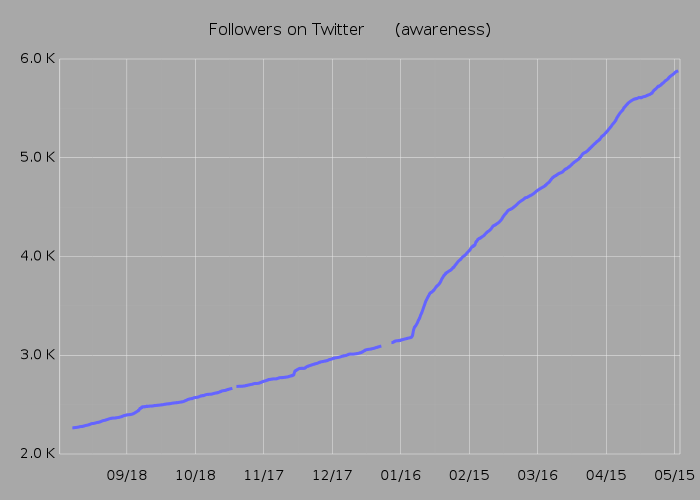 Followers on Twitter (awareness)
6.0 K
5.0 K
4.0 K
3.0 K
2.0 K
09/18 10/18 11/17 12/17 01/16 02/15 03/16 04/15 05/15